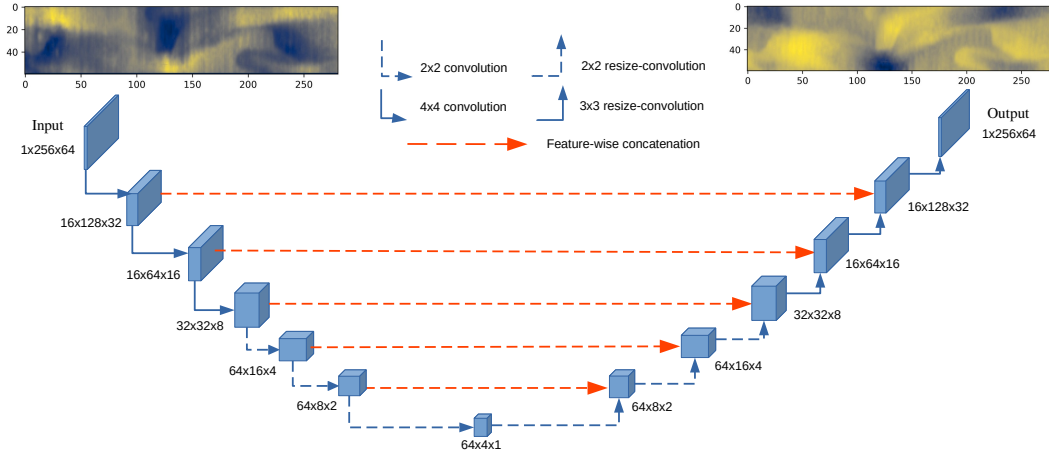 0
20
40
0 50 100 150 200 250
0
20
40
0 50 100 150 200 250
2x2 convolution
2x2 resize-convolution
4x4 convolution
3x3 resize-convolution
Feature-wise concatenation
Input
1x256x64
Output
1x256x64
16x128x32
16x128x32
16x64x16
16x64x16
32x32x8
32x32x8
64x16x4
64x16x4
64x8x2
64x8x2
64x4x1